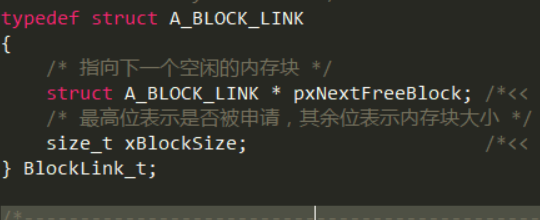 typedef struct A_BLOCK_LINK
{
/* 指向下一个空闲的内存块 */
struct A_BLOCK_LINK * pxNextFreeBlock; /*<<
/* 最高位表示是否被申请，其余位表示内存块大小 */
size_t xBlockSize; /*<<
} BlockLink_t;
/*